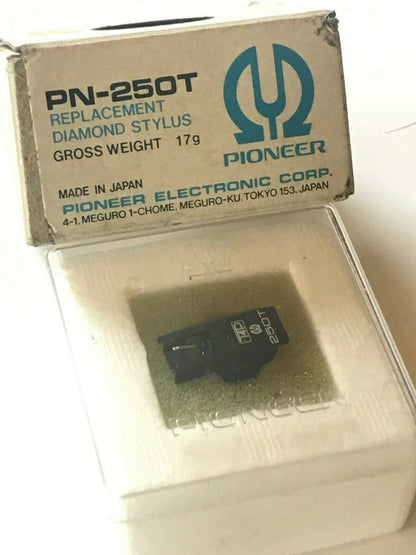 PN-250T
REPLACEMENT
DIAMOND STYLUS
GROSS WEIGHT 17g
PIONEER
MADE IN JAPAN
PIONEER ELECTRONIC CORP.
4-1, MEGURO 1-CHOME, MEGURO-KU, TOKYO 153, JAPAN
250T
PIONEER